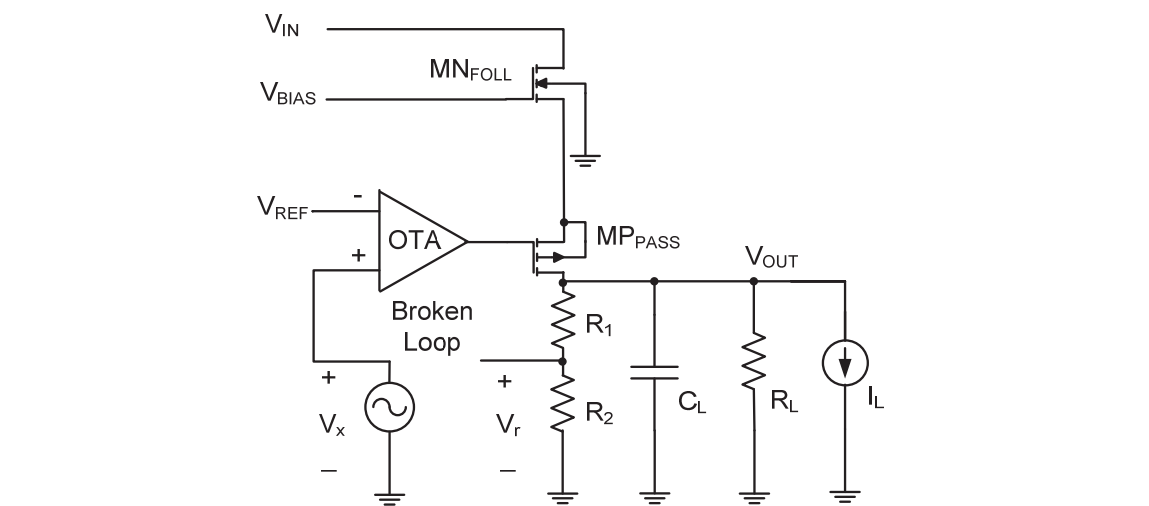 VIN
MNFOLL
VBIAS
VREF
-
+
OTA
MPPASS
VOUT
Broken
Loop
R1
+
Vx
−
+
Vr
−
R2
CL
RL
IL